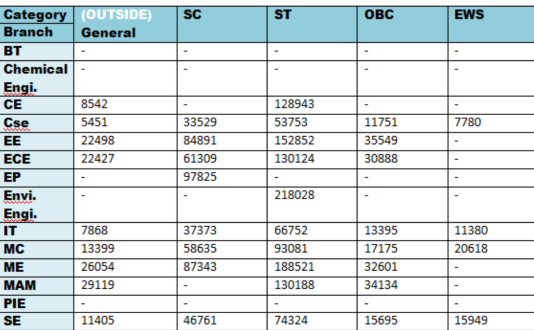 Category (OUTSIDE) SC ST OBC EWS
Branch General
BT - - - - -
Chemical - - - - -
Engi.
CE 8542 - 128943 - -
Cse 5451 33529 53753 11751 7780
EE 22498 84891 152852 35549 -
ECE 22427 61309 130124 30888 -
EP - 97825 - - -
Envi. - - 218028 - -
Engi.
IT 7868 37373 66752 13395 11380
MC 13399 58635 93081 17175 20618
ME 26054 87343 188521 32601 -
MAM 29119 - 130188 34134 -
PIE - - - - -
SE 11405 46761 74324 15695 15949